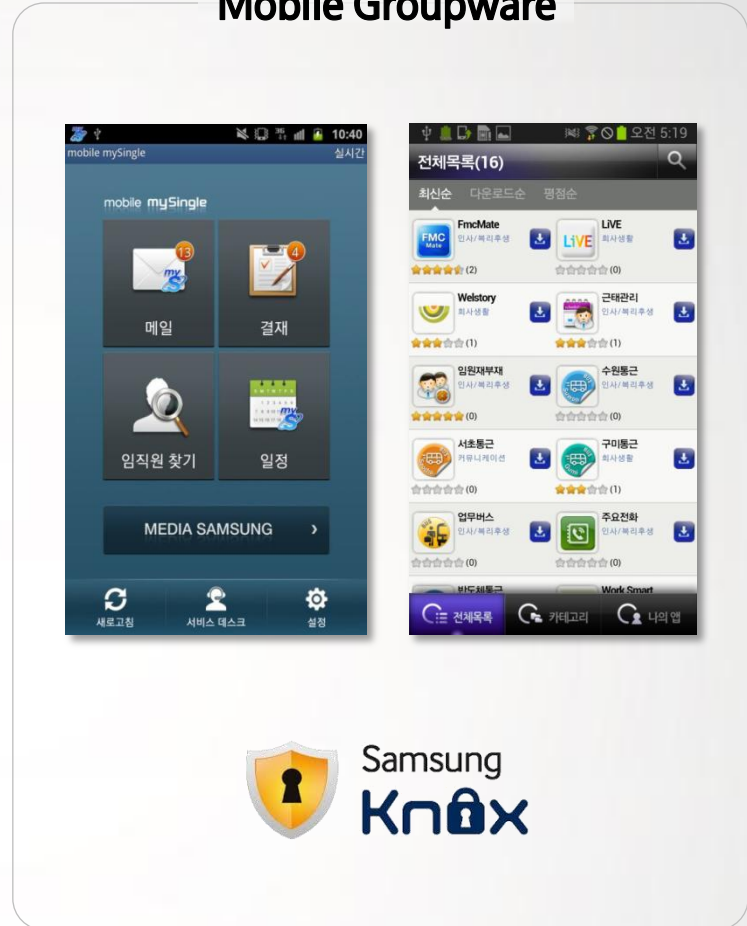 Mobile Groupware
10:40
mobile mySingle 실시간
mobile mySingle
13
4
메일 결재
임직원 찾기 일정
MEDIA SAMSUNG >
새로고침 서비스 데스크 설정
오전 5:19
전체목록(16)
최신순 다운로드순 평점순
FMC Mate FmcMate 인사/복리후생 (2)
LiVE LiVE 회사생활 (0)
Welstory 회사생활 (1)
근태관리 인사/복리후생 (1)
임원재부재 인사/복리후생 (0)
수원통근 인사/복리후생 (0)
서초통근 커뮤니케이션 (0)
구미통근 회사생활 (1)
업무버스 인사/복리후생 (0)
주요전화 인사/복리후생 (0)
반도체통근 Work Smart
전체목록 카테고리 나의 앱
Samsung
Knox